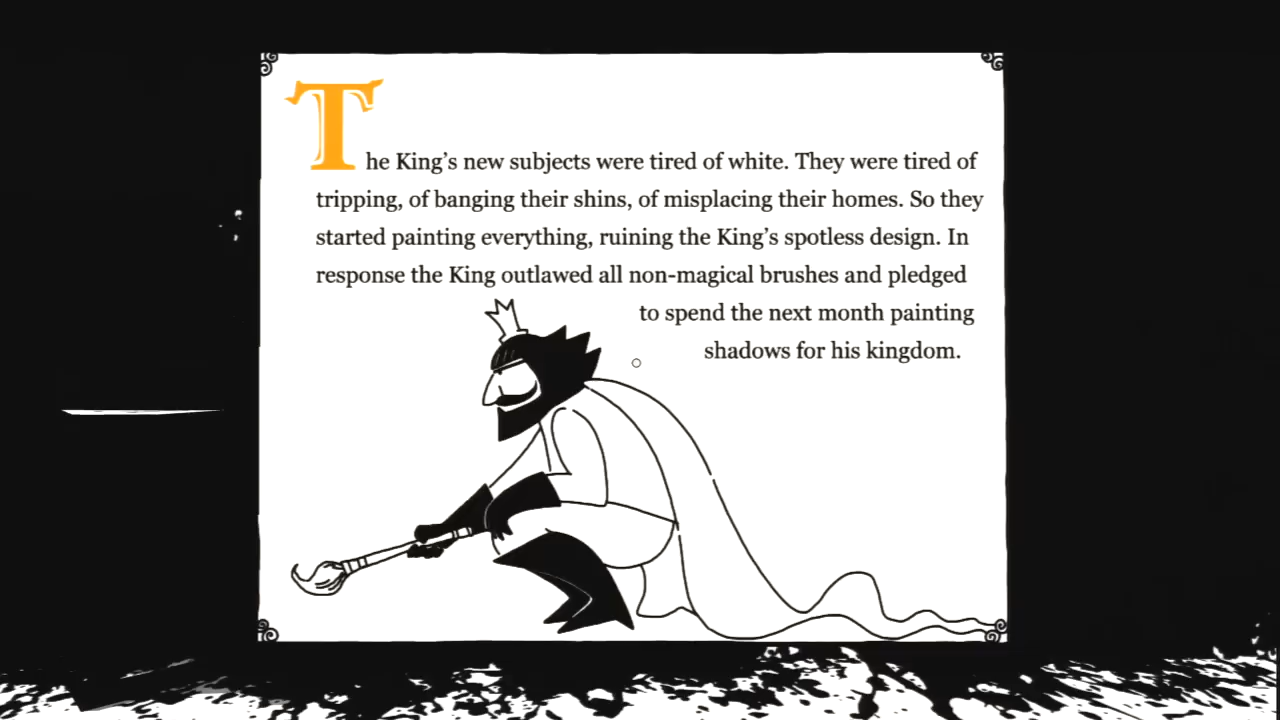 The King's new subjects were tired of white. They were tired of
tripping, of banging their shins, of misplacing their homes. So they
started painting everything, ruining the King's spotless design. In
response the King outlawed all non-magical brushes and pledged
to spend the next month painting
shadows for his kingdom.